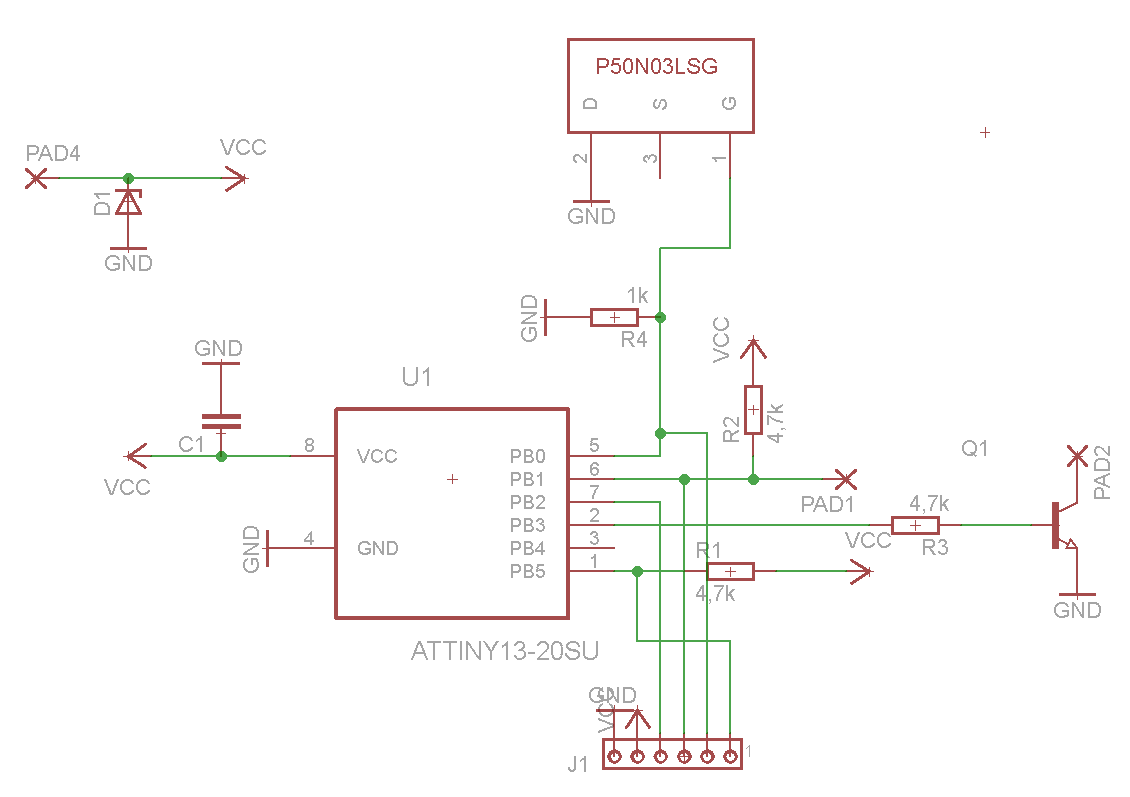 P50N03LSG
D
S
G
2
3
1
GND
PAD4
VCC
D1
GND
1k
GND
R4
VCC
R2
4,7k
GND
C1
VCC
U1
8
VCC
4
GND
GND
PB0
5
PB1
6
PB2
7
PB3
2
PB4
3
PB5
1
PAD1
Q1
PAD2
4,7k
R3
VCC
R1
4,7k
GND
ATTINY13-20SU
GND
VCC
J1
1